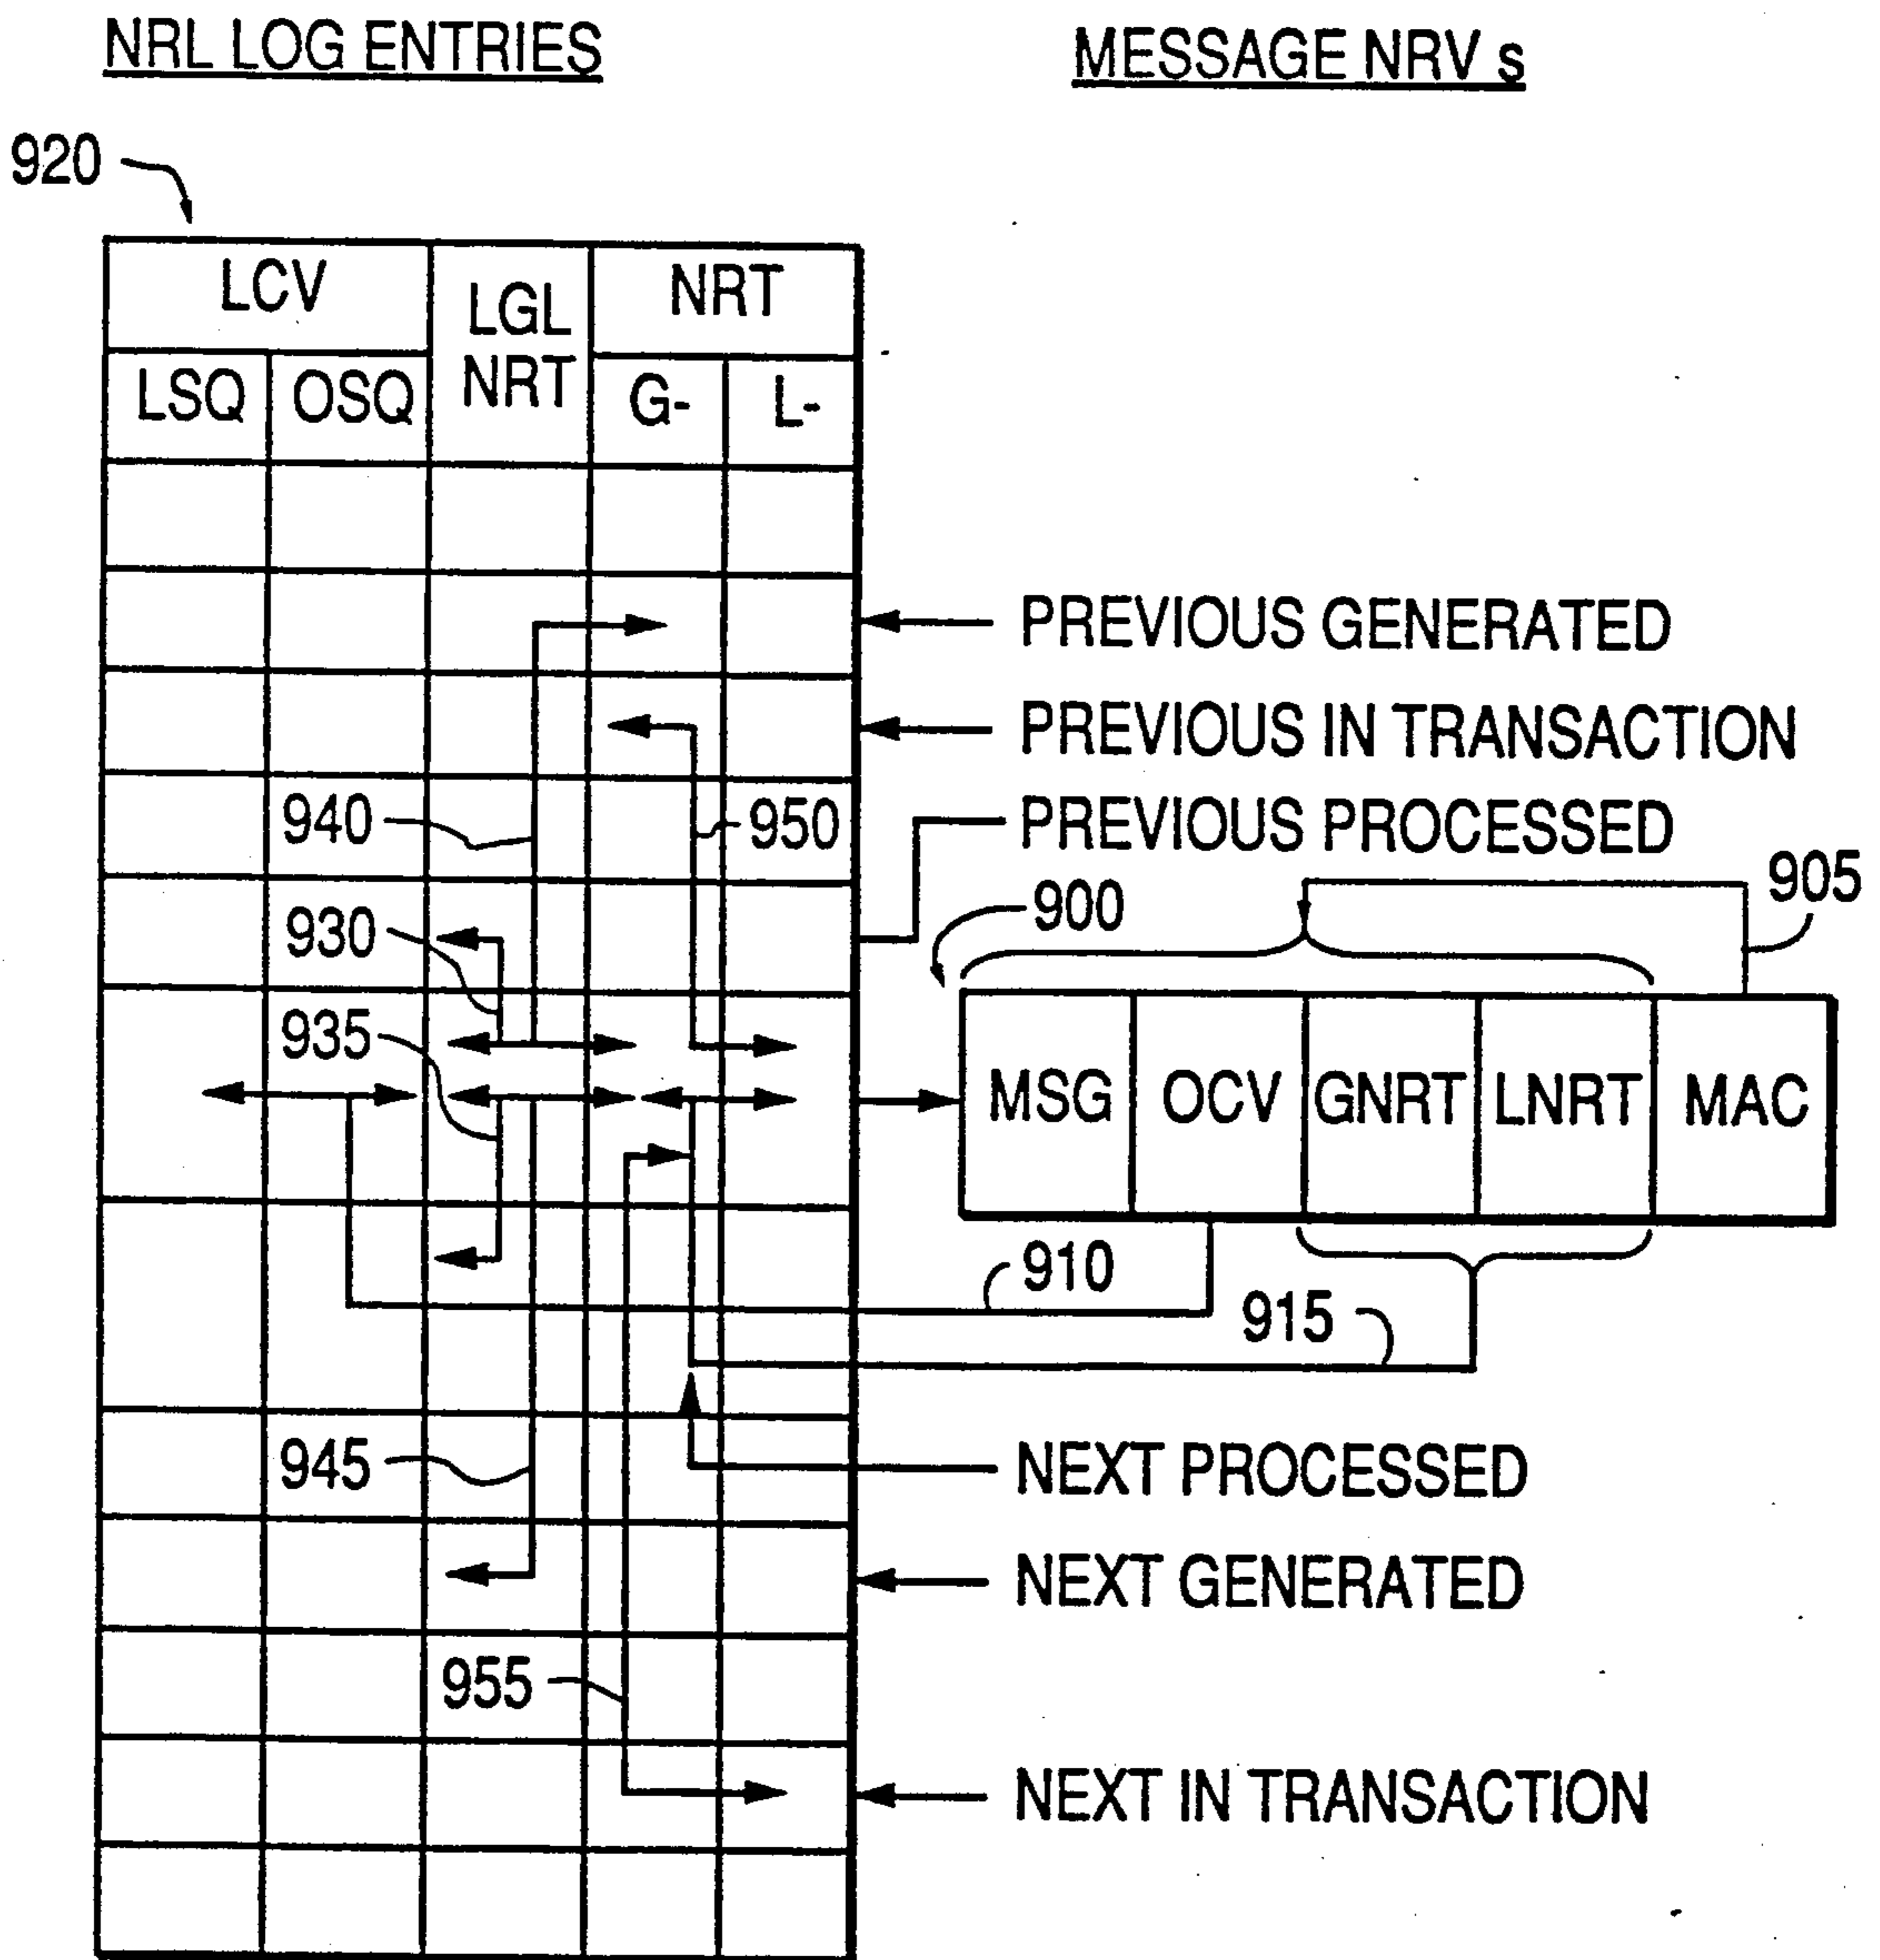 NRL LOG ENTRIES
MESSAGE NRV s
920
LCV
LGL
NRT
NRT
LSQ
OSQ
G-
L-
PREVIOUS GENERATED
PREVIOUS IN TRANSACTION
940
950
PREVIOUS PROCESSED
905
930
900
935
MSG
OCV
GNRT
LNRT
MAC
910
915
945
NEXT PROCESSED
NEXT GENERATED
955
NEXT IN TRANSACTION